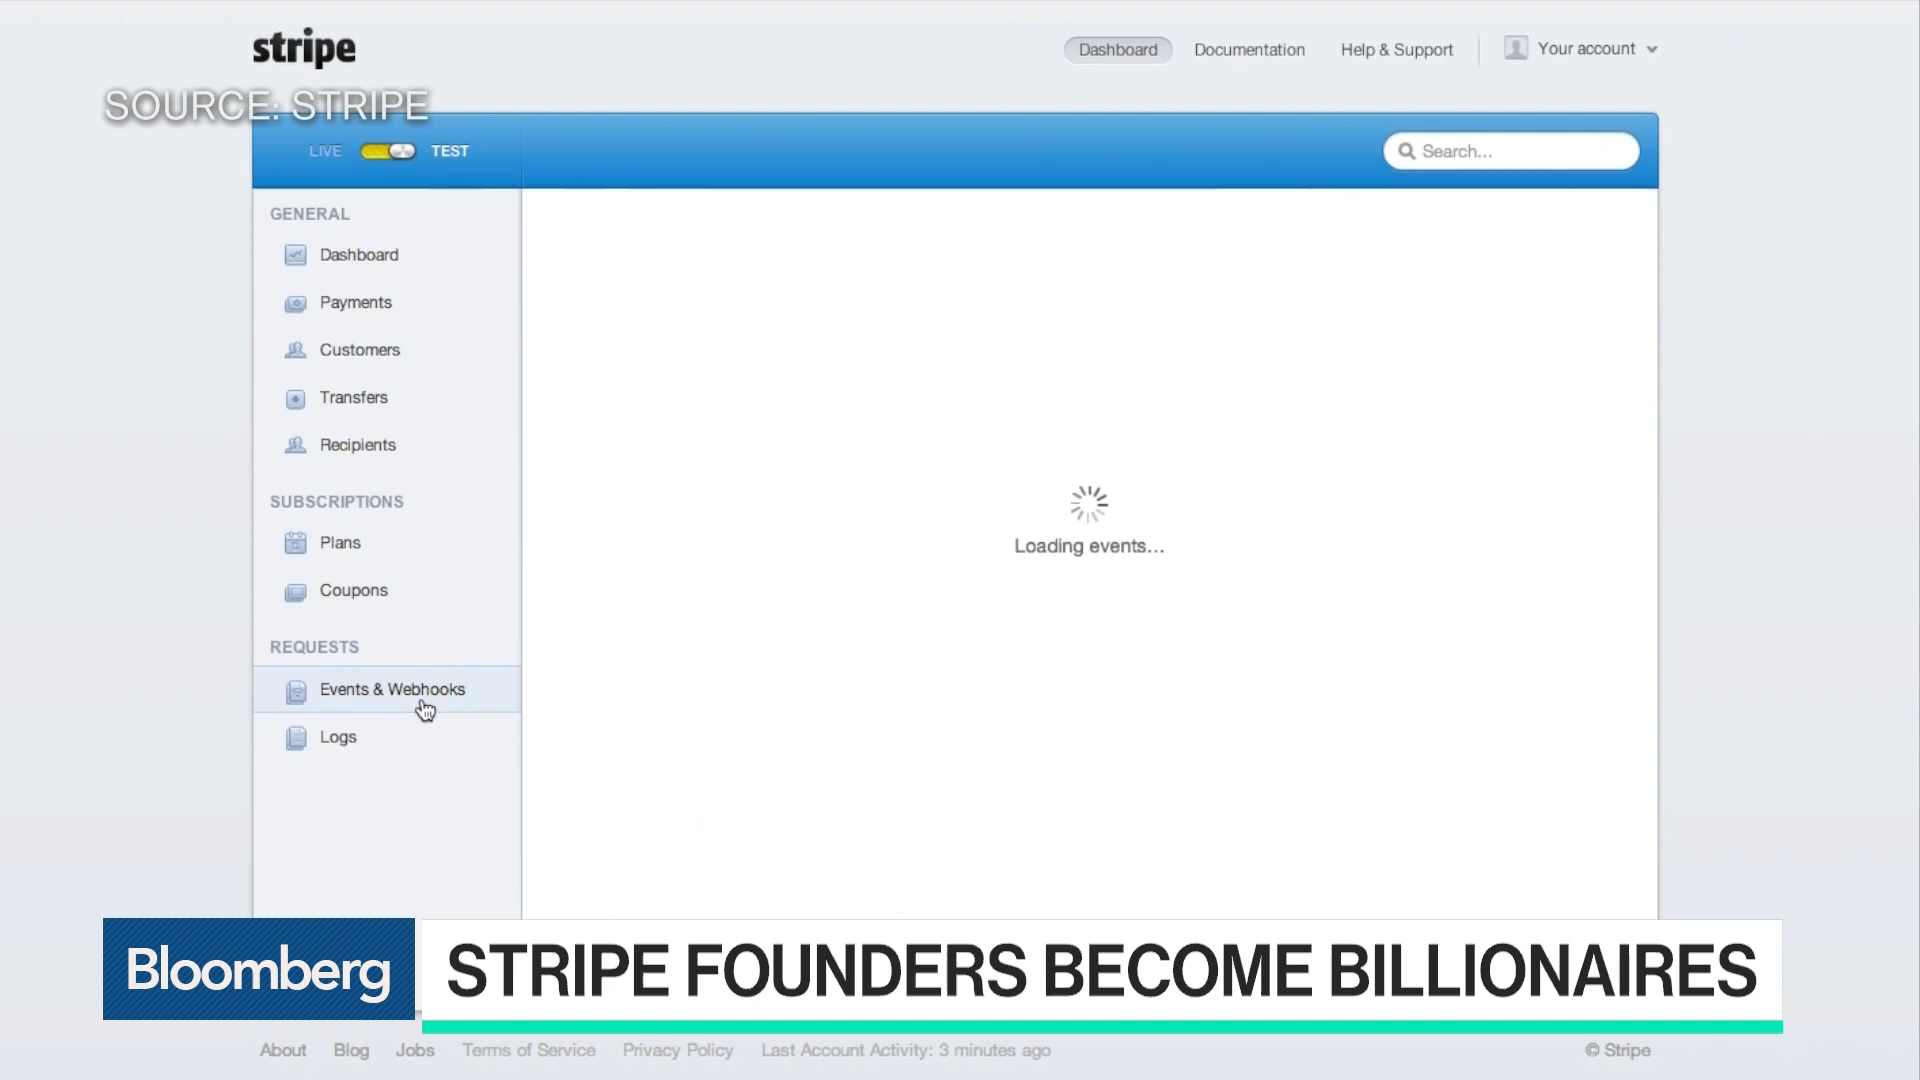 stripe
Dashboard Documentation Help & Support Your account
SOURCE: STRIPE
LIVE TEST
Search...
GENERAL
Dashboard
Payments
Customers
Transfers
Recipients
SUBSCRIPTIONS
Plans
Coupons
REQUESTS
Events & Webhooks
Logs
Loading events...
Bloomberg
STRIPE FOUNDERS BECOME BILLIONAIRES
About Blog Jobs Terms of Service Privacy Policy Last Account Activity: 3 minutes ago © Stripe